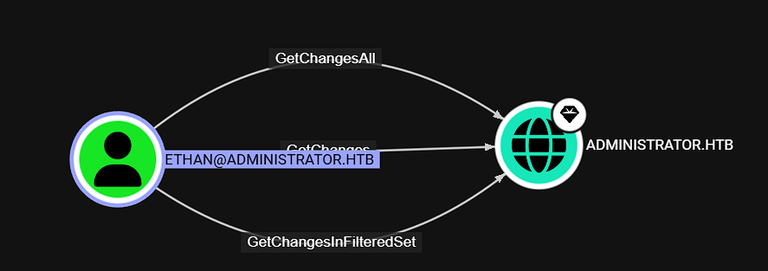 GetChangesAll
GetChanges
ETHAN@ADMINISTRATOR.HTB
ADMINISTRATOR.HTB
GetChangesInFilteredSet